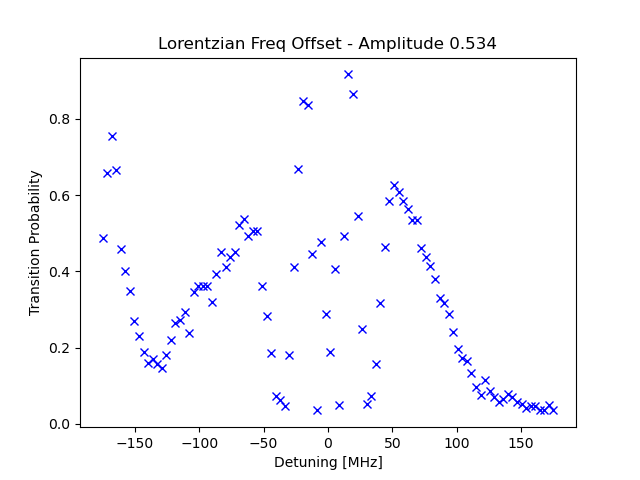 Lorentzian Freq Offset - Amplitude 0.534
0.8
0.6
0.4
0.2
0.0
Transition Probability
−150 −100 −50 0 50 100 150
Detuning [MHz]